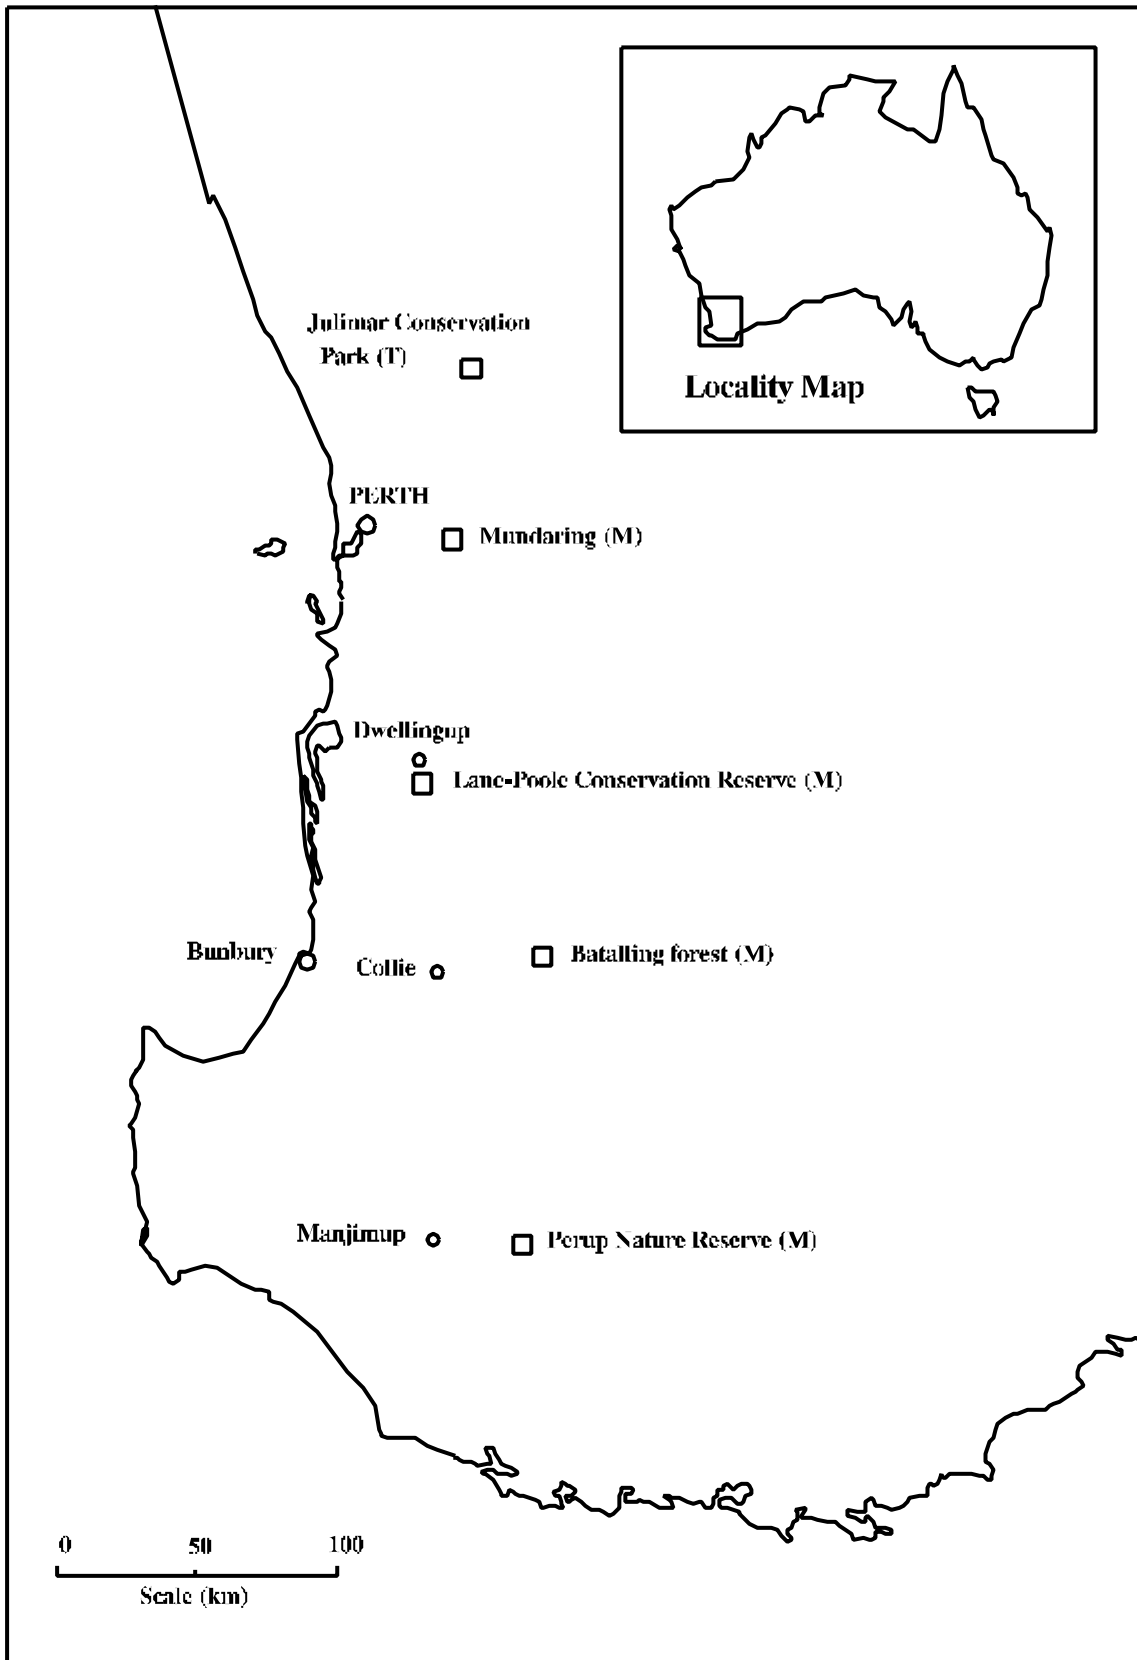 Julimar Conservation
Park (T)
Locality Map
PERTH
Mundaring (M)
Dwellingup
Lane-Poole Conservation Reserve (M)
Bunbury
Collie
Batalling forest (M)
Manjimup
Perup Nature Reserve (M)
0 50 100
Scale (km)